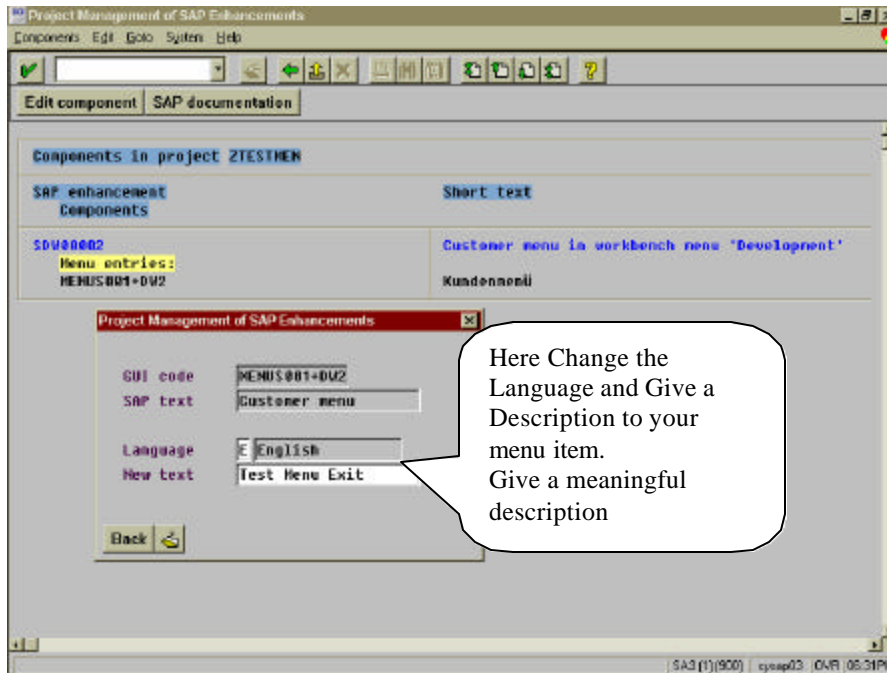 Project Management of SAP Enhancements
Components Edit Goto System Help
Edit component SAP documentation
Components in project ZTESTMEN
SAP enhancement Short text
Components
SDW00002 Customer menu in workbench menu 'Development'
Menu entries:
MENUS001+DW2 Kundenmenü
Project Management of SAP Enhancements
GUI code MENUS001+DW2
SAP text Customer menu
Language E English
New text Test Menu Exit
Back
Here Change the
Language and Give a
Description to your
menu item.
Give a meaningful
description
SA3 (1)(900) cysap03 OVR 06:31PM